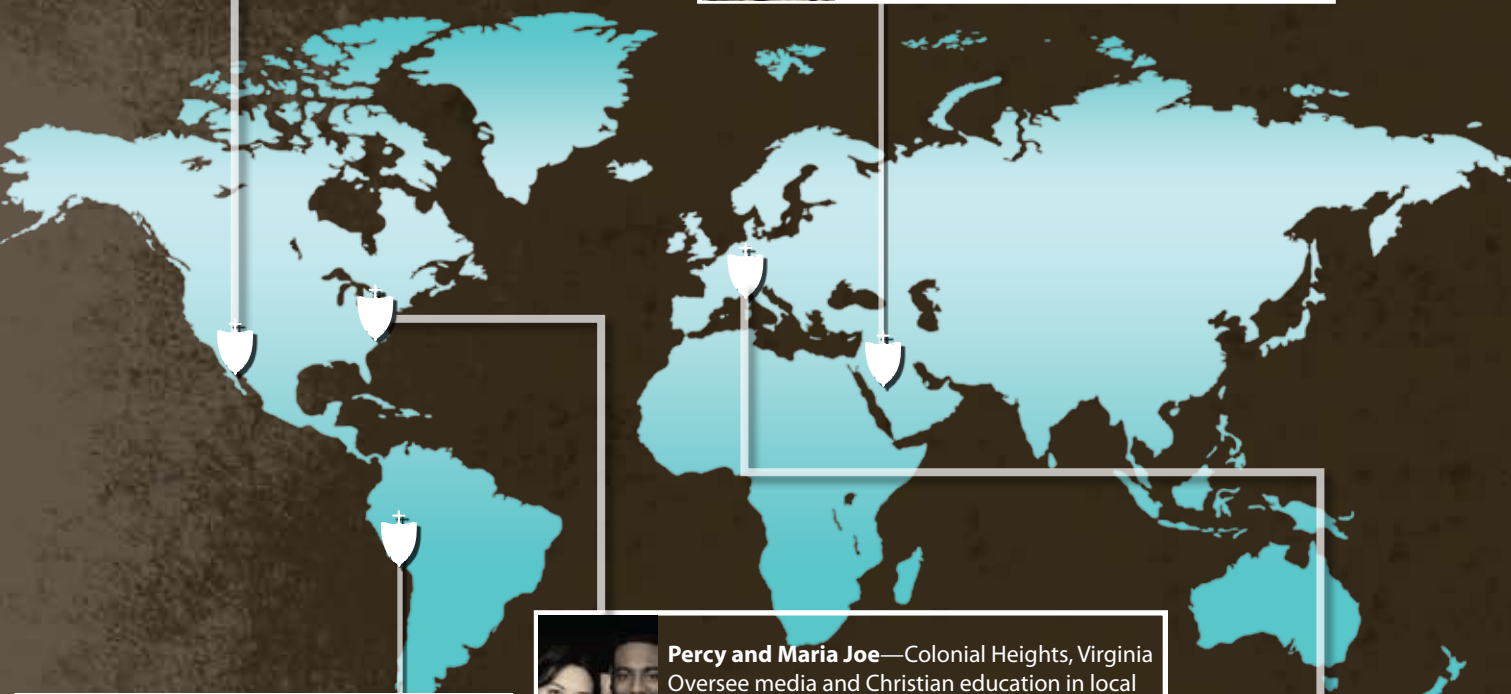 Percy and Maria Joe—Colonial Heights, Virginia
Oversee media and Christian education in local